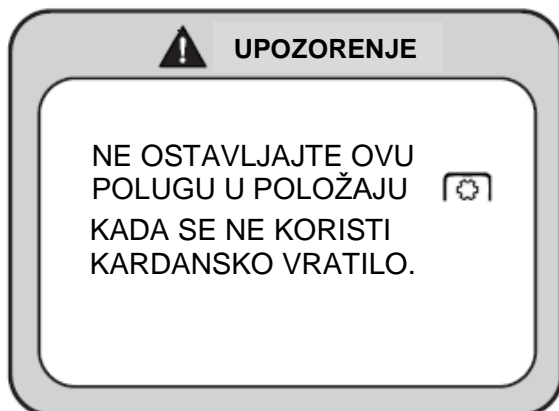 UPOZORENJE
NE OSTAVLJAJTE OVU
POLUGU U POLOŽAJU
KADA SE NE KORISTI
KARDANSKO VRATILO.